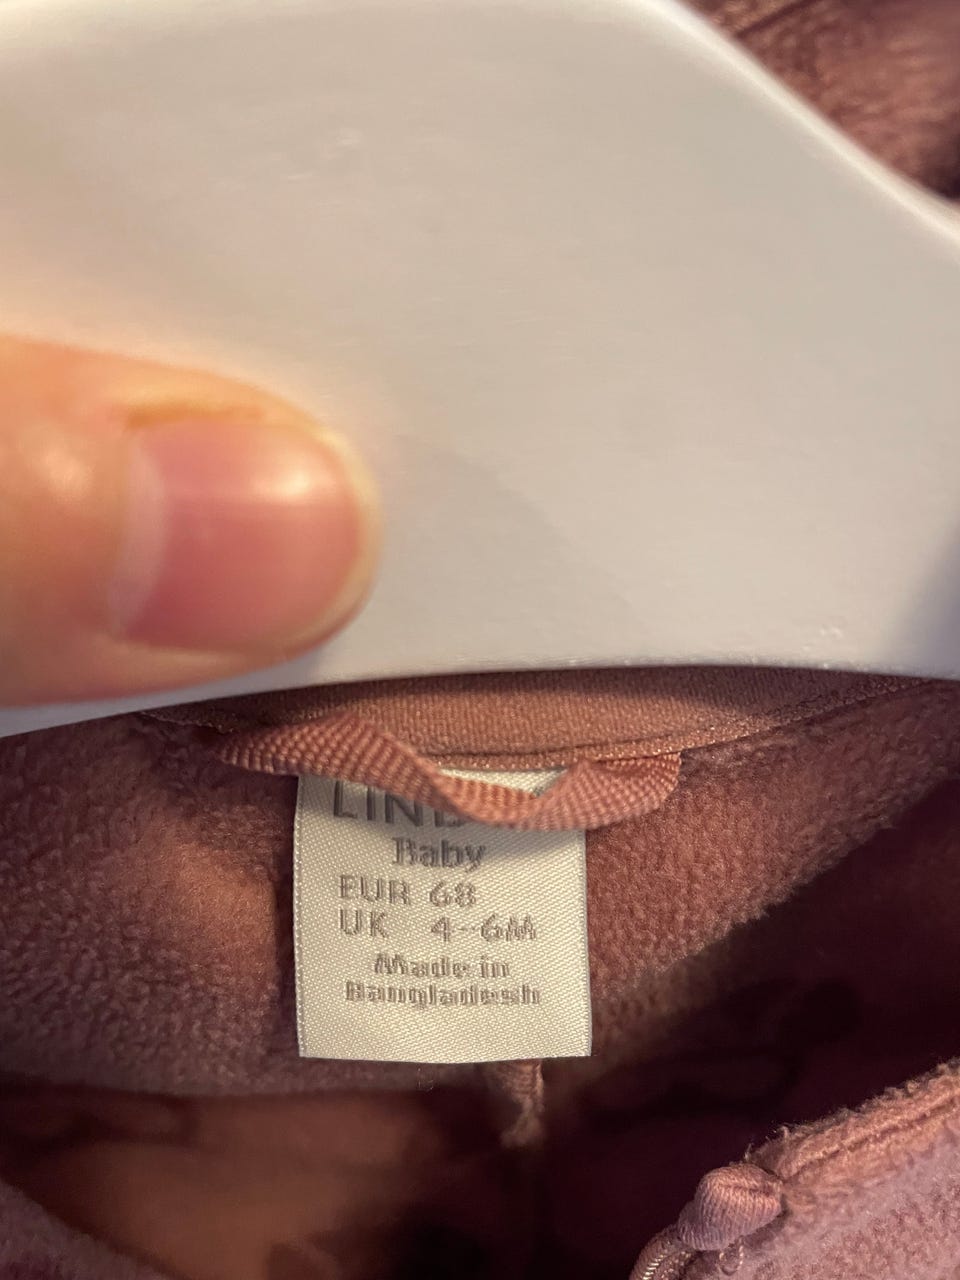 Baby
EUR 68
UK 4-6M
Made in
Bangladesh